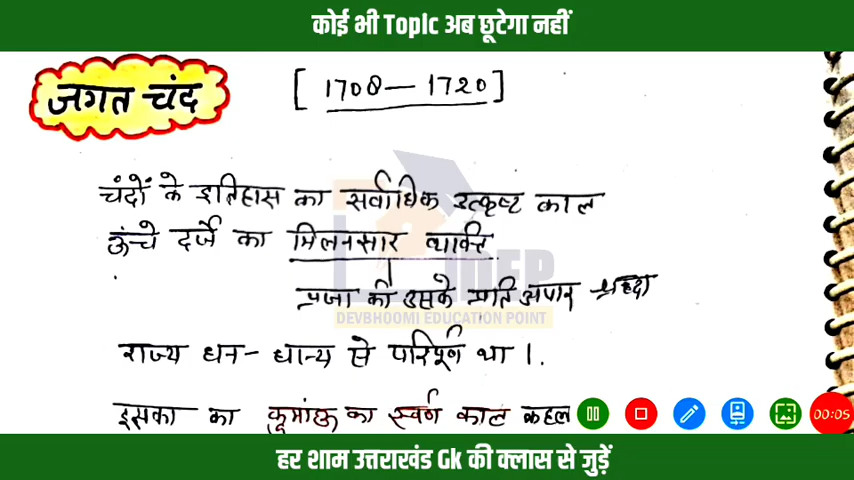 कोई भी Topic अब छूटेगा नहीं
जगत चंद [1708 — 1720]
चंदों के इतिहास का सर्वाधिक उत्कृष्ट काल
ऊंचे दर्जे का मिलनसार व्यक्ति
प्रजा की उसके प्रति अपार श्रद्धा
DEVBHOOMI EDUCATION POINT
राज्य धन-धान्य से परिपूर्ण था।.
इसका का कुमांऊ का स्वर्ण काल कहल
00:05
हर शाम उत्तराखंड Gk की क्लास से जुड़ें